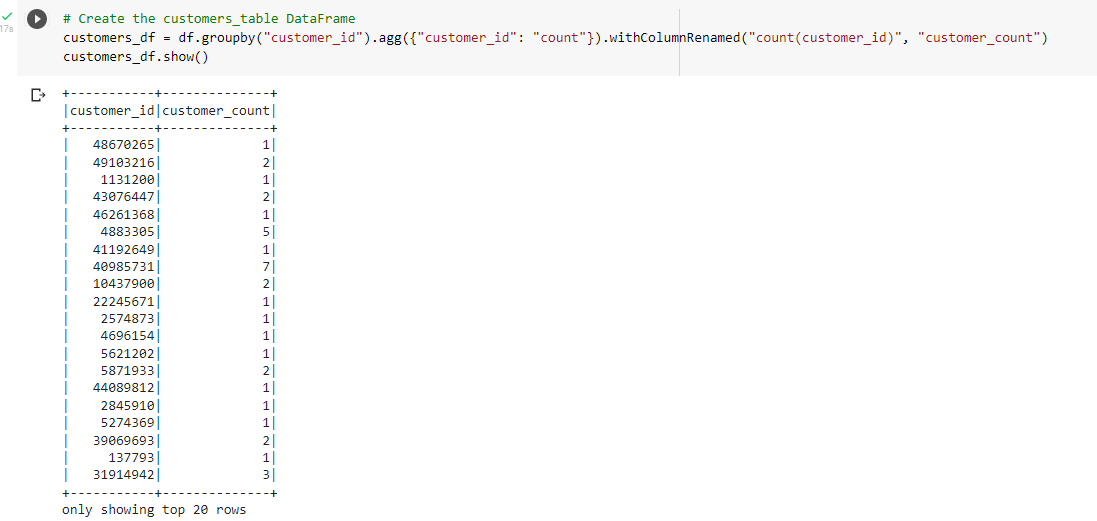 # Create the customers_table DataFrame
customers_df = df.groupby("customer_id").agg({"customer_id": "count"}).withColumnRenamed("count(customer_id)", "customer_count")
customers_df.show()
17s
+-----------+--------------+
|customer_id|customer_count|
+-----------+--------------+
|   48670265|             1|
|   49103216|             2|
|    1131200|             1|
|   43076447|             2|
|   46261368|             1|
|    4883305|             5|
|   41192649|             1|
|   40985731|             7|
|   10437900|             2|
|   22245671|             1|
|    2574873|             1|
|    4696154|             1|
|    5621202|             1|
|    5871933|             2|
|   44089812|             1|
|    2845910|             1|
|    5274369|             1|
|   39069693|             2|
|     137793|             1|
|   31914942|             3|
+-----------+--------------+
only showing top 20 rows